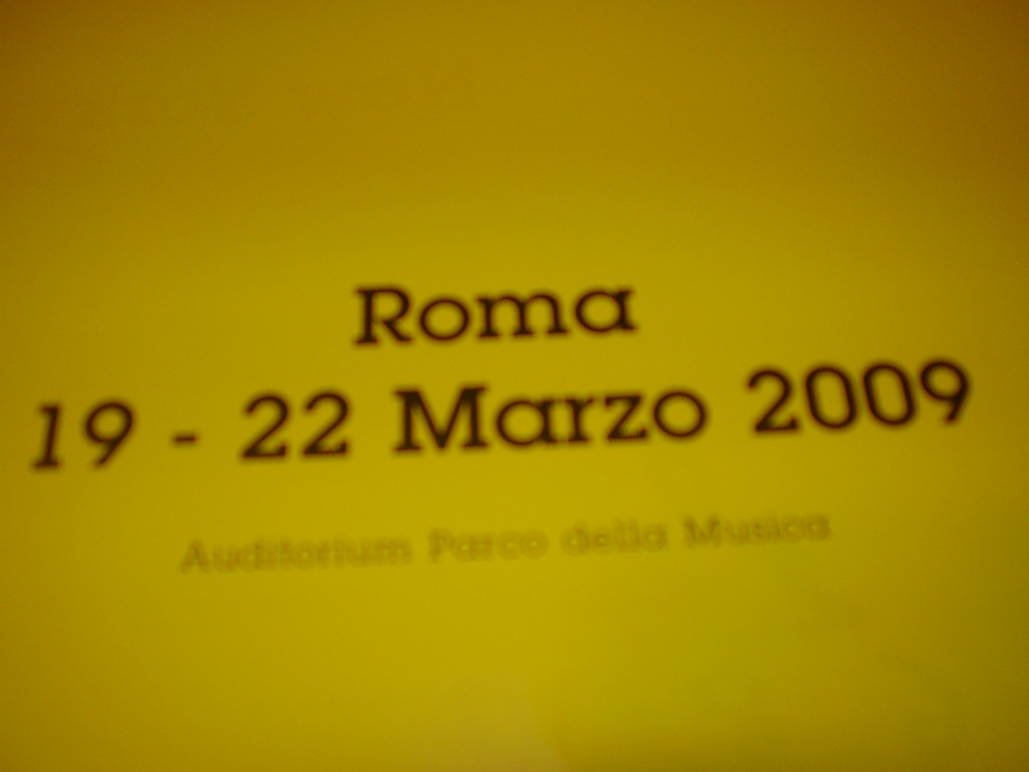 Roma
19 - 22 Marzo 2009
Auditorium Parco della Musica